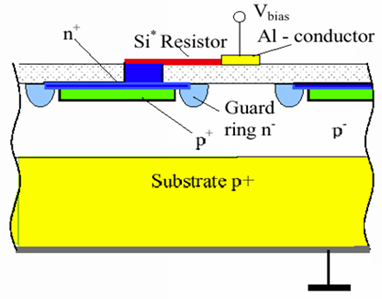 V_bias
n⁺
Si* Resistor
Al - conductor
Guard
ring n⁻
p⁺
p⁻
Substrate p+